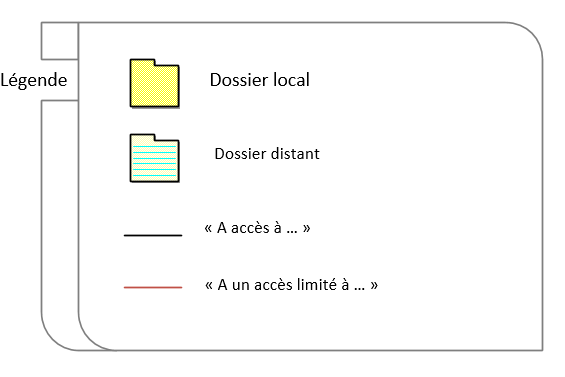 Légende
Dossier local
Dossier distant
« A accès à ... »
« A un accès limité à ... »